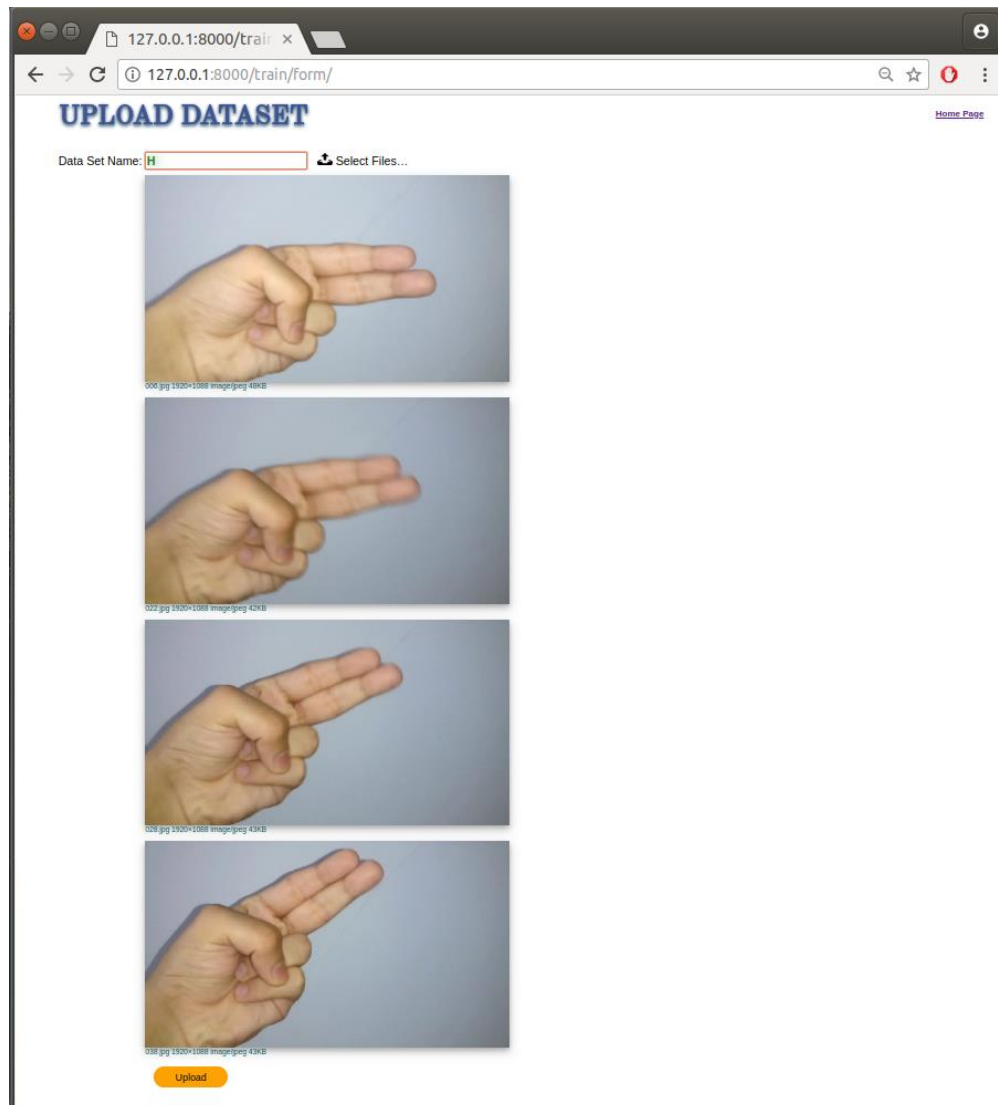 127.0.0.1:8000/trair
127.0.0.1:8000/train/form/
UPLOAD DATASET
Home Page
Data Set Name: H Select Files...
006.jpg 1920×1088 image/jpeg 48KB
022.jpg 1920×1088 image/jpeg 42KB
028.jpg 1920×1088 image/jpeg 43KB
038.jpg 1920×1088 image/jpeg 43KB
Upload